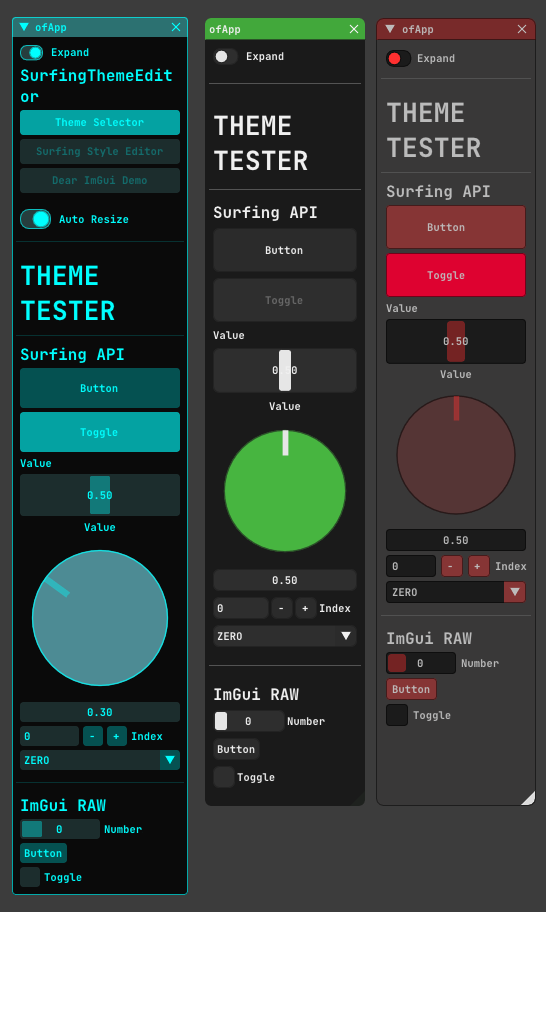 ofApp
Expand
SurfingThemeEdit
or
Theme Selector
Surfing Style Editor
Dear ImGui Demo
Auto Resize
THEME
TESTER
Surfing API
Button
Toggle
Value
0.50
Value
0.30
0 - + Index
ZERO
ImGui RAW
0 Number
Button
Toggle
ofApp
Expand
THEME
TESTER
Surfing API
Button
Toggle
Value
0.50
Value
0.50
0 - + Index
ZERO
ImGui RAW
0 Number
Button
Toggle
ofApp
Expand
THEME
TESTER
Surfing API
Button
Toggle
Value
0.50
Value
0.50
0 - + Index
ZERO
ImGui RAW
0 Number
Button
Toggle